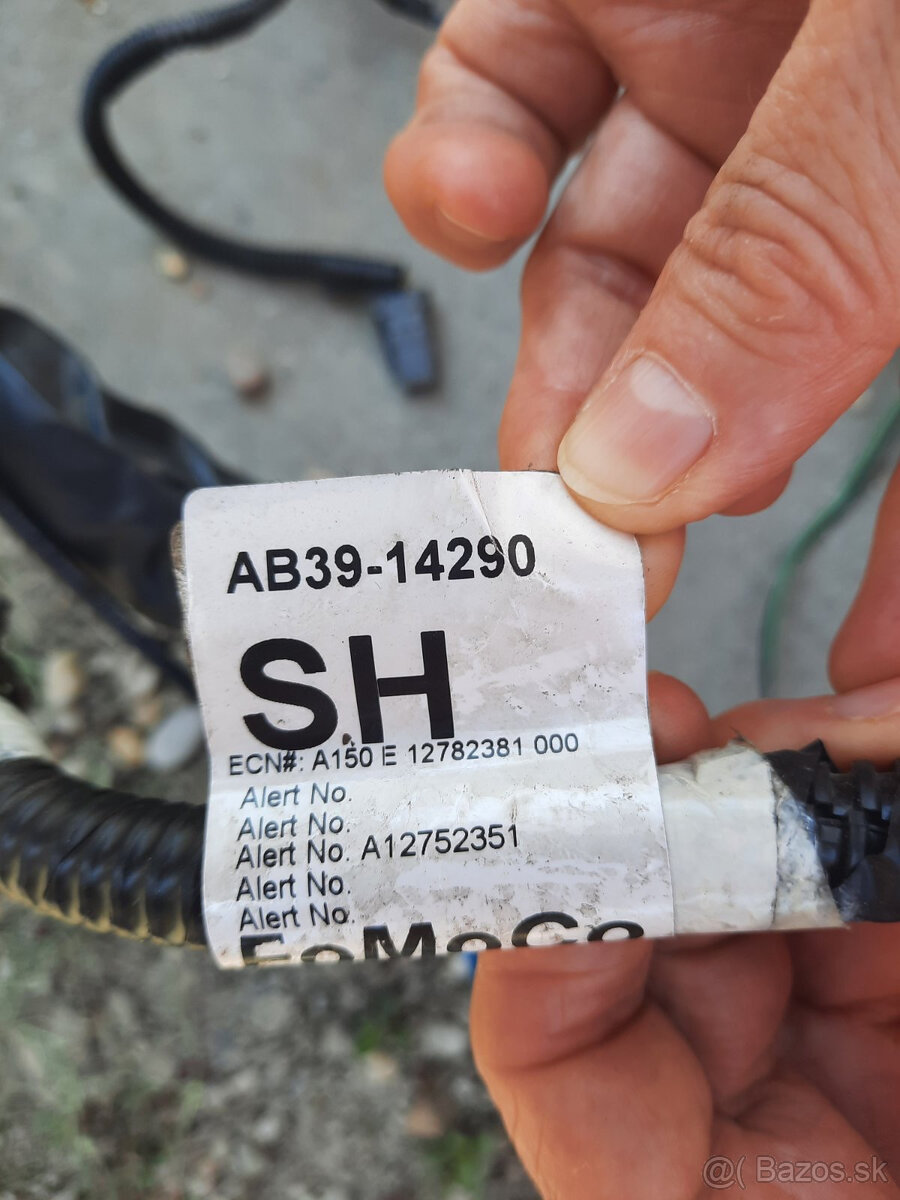 AB39-14290
SH
ECN#: A150 E 12782381 000
Alert No.
Alert No.
Alert No. A12752351
Alert No.
Alert No.
FoMoCo
@( Bazos.sk